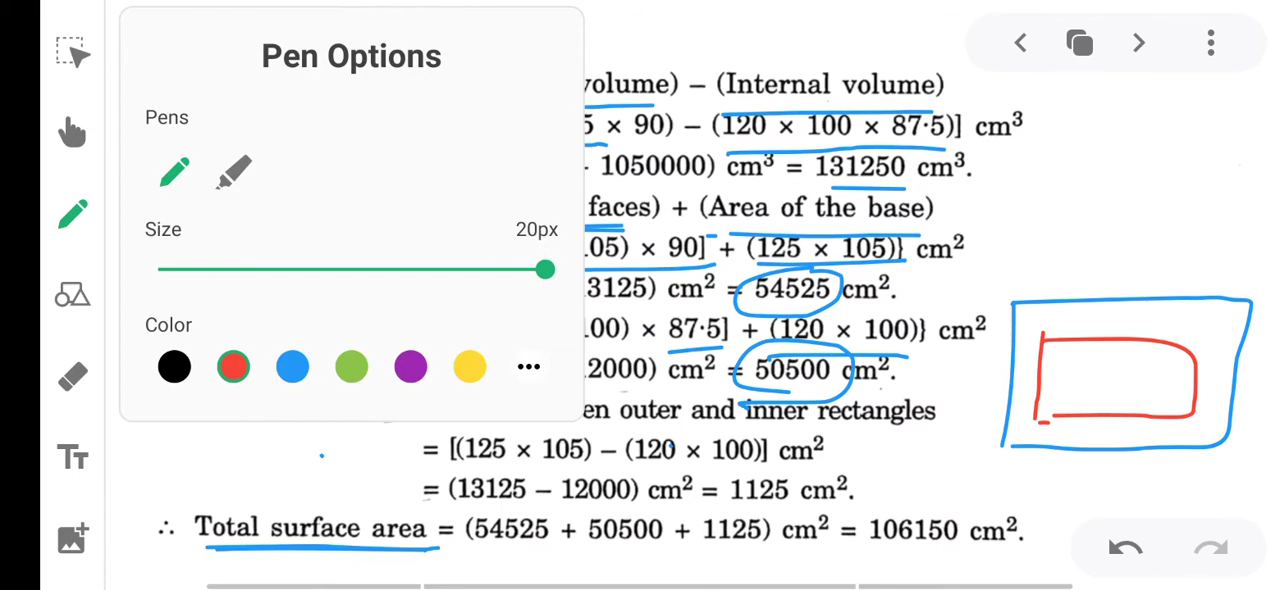 Pen Options
Pens
Size 20px
Color
volume) – (Internal volume)
5 × 90) – (120 × 100 × 87·5)] cm³
1050000) cm³ = 131250 cm³.
faces) + (Area of the base)
05) × 90] + (125 × 105)} cm²
3125) cm² = 54525 cm².
00) × 87·5] + (120 × 100)} cm²
2000) cm² = 50500 cm².
en outer and inner rectangles
= [(125 × 105) – (120 × 100)] cm²
= (13125 – 12000) cm² = 1125 cm².
∴ Total surface area = (54525 + 50500 + 1125) cm² = 106150 cm².